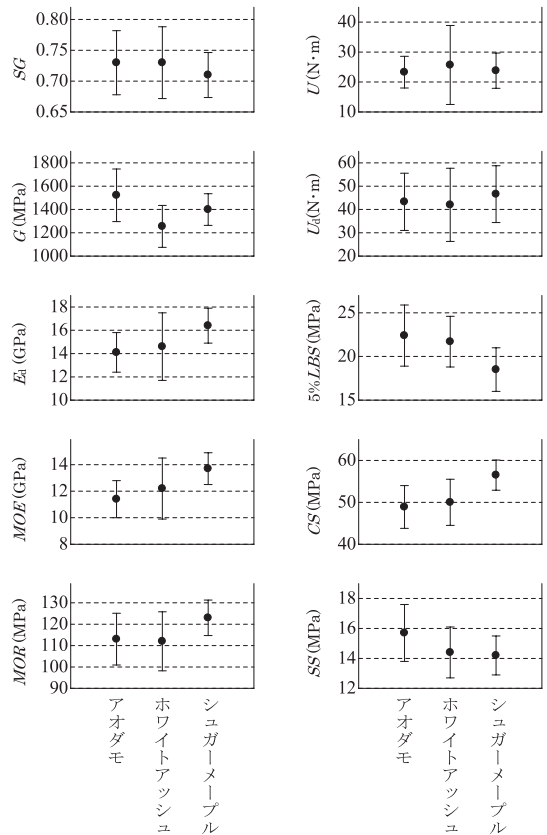 SG
0.80
0.75
0.70
0.65
U (N·m)
40
30
20
10
G (MPa)
1800
1600
1400
1200
1000
Ud(N·m)
60
50
40
30
20
Ed (GPa)
18
16
14
12
10
5%LBS (MPa)
25
20
15
MOE (GPa)
14
12
10
8
CS (MPa)
60
50
40
MOR (MPa)
130
120
110
100
90
SS (MPa)
18
16
14
12
アオダモ
ホワイトアッシュ
シュガーメープル
アオダモ
ホワイトアッシュ
シュガーメープル